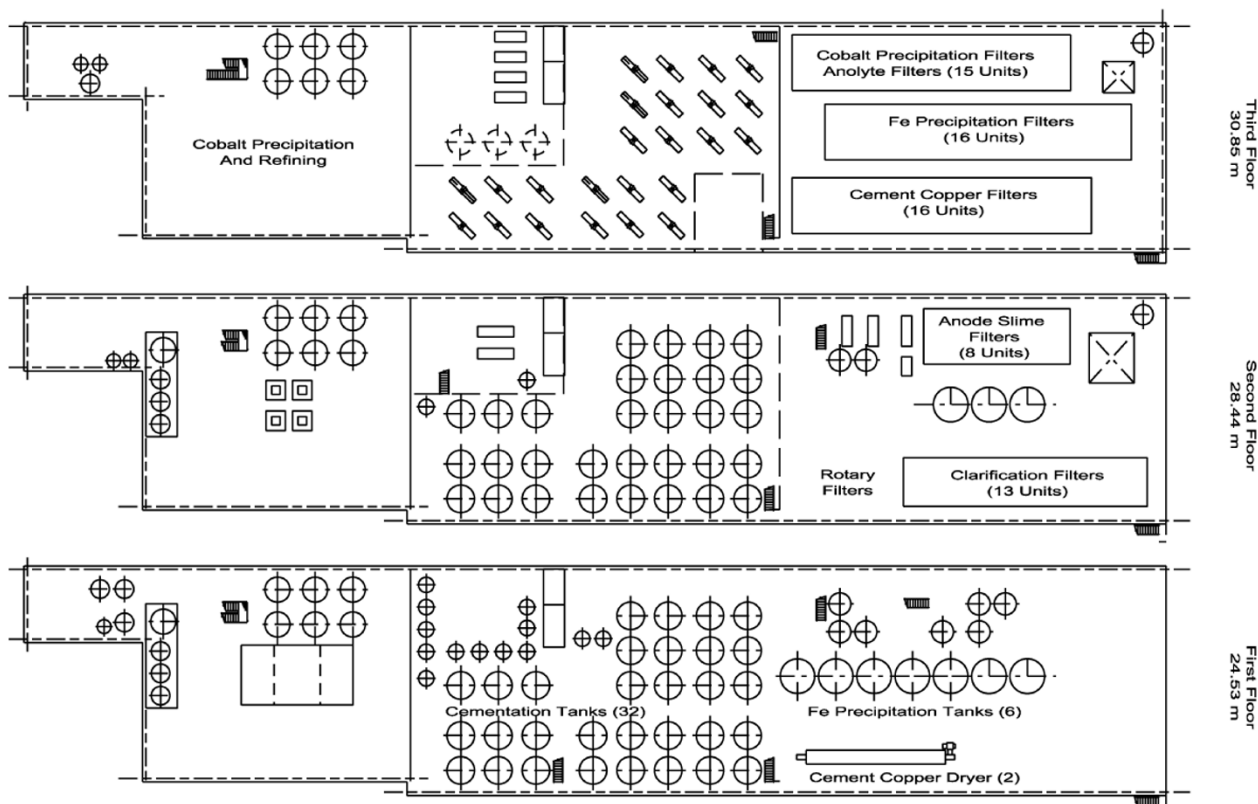 Cobalt Precipitation Filters
Anolyte Filters (15 Units)
Fe Precipitation Filters
(16 Units)
Cobalt Precipitation
And Refining
Cement Copper Filters
(16 Units)
Third Floor
30.85 m
Anode Slime
Filters
(8 Units)
Rotary
Filters
Clarification Filters
(13 Units)
Second Floor
28.44 m
Cementation Tanks (32)
Fe Precipitation Tanks (6)
Cement Copper Dryer (2)
First Floor
24.53 m